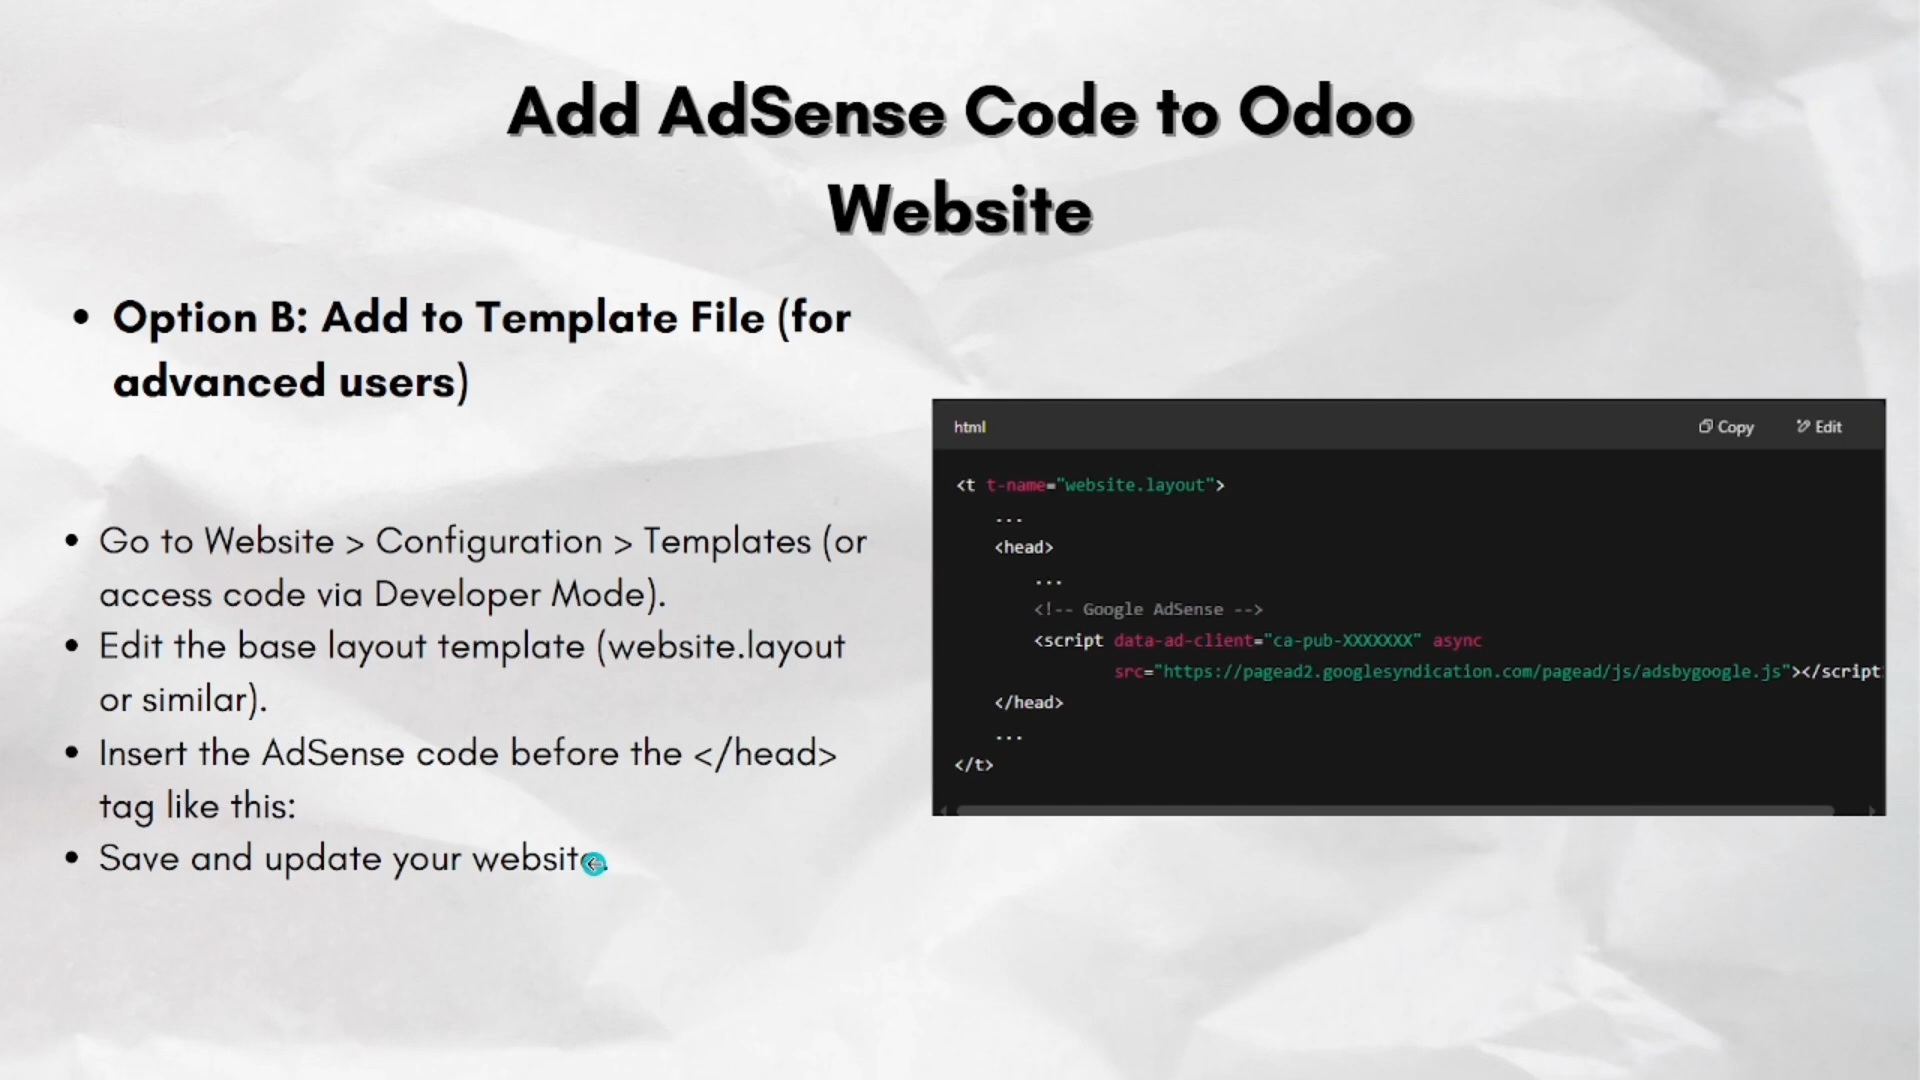 Add AdSense Code to Odoo
Website
• Option B: Add to Template File (for
advanced users)
• Go to Website > Configuration > Templates (or
access code via Developer Mode).
• Edit the base layout template (website.layout
or similar).
• Insert the AdSense code before the </head>
tag like this:
• Save and update your website.
html
Copy
Edit
<t t-name="website.layout">
...
<head>
...
<!-- Google AdSense -->
<script data-ad-client="ca-pub-XXXXXXX" async
src="https://pagead2.googlesyndication.com/pagead/js/adsbygoogle.js"></script
</head>
...
</t>